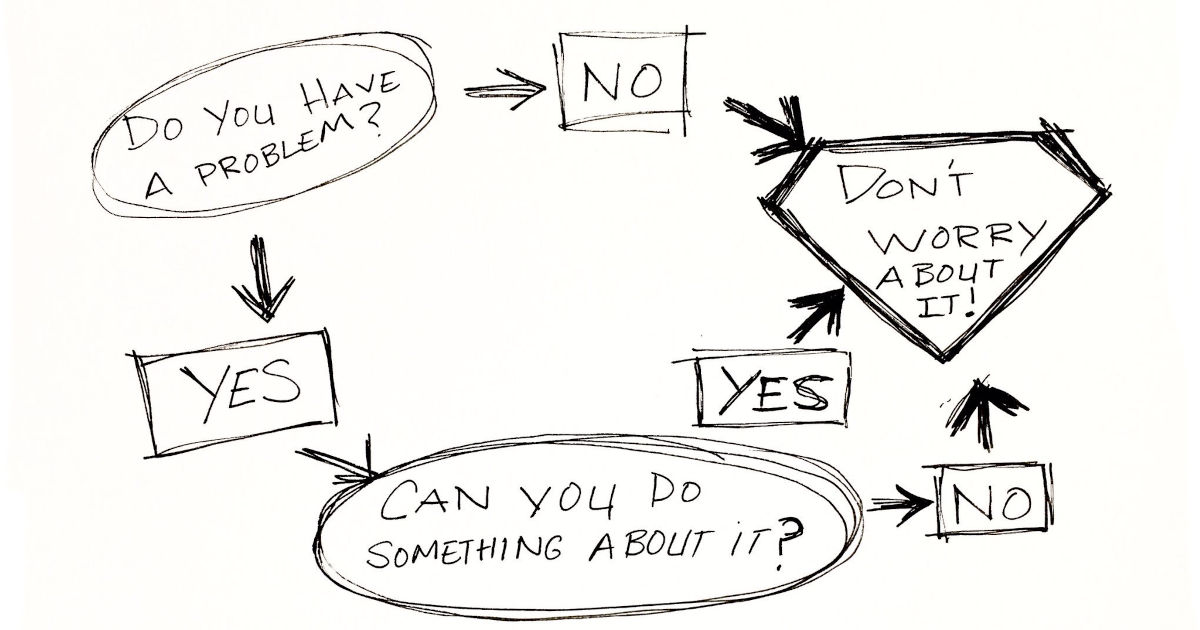 DO YOU HAVE
A PROBLEM?
NO
DON'T
WORRY
ABOUT
IT!
YES
YES
CAN YOU DO
SOMETHING ABOUT iT?
NO